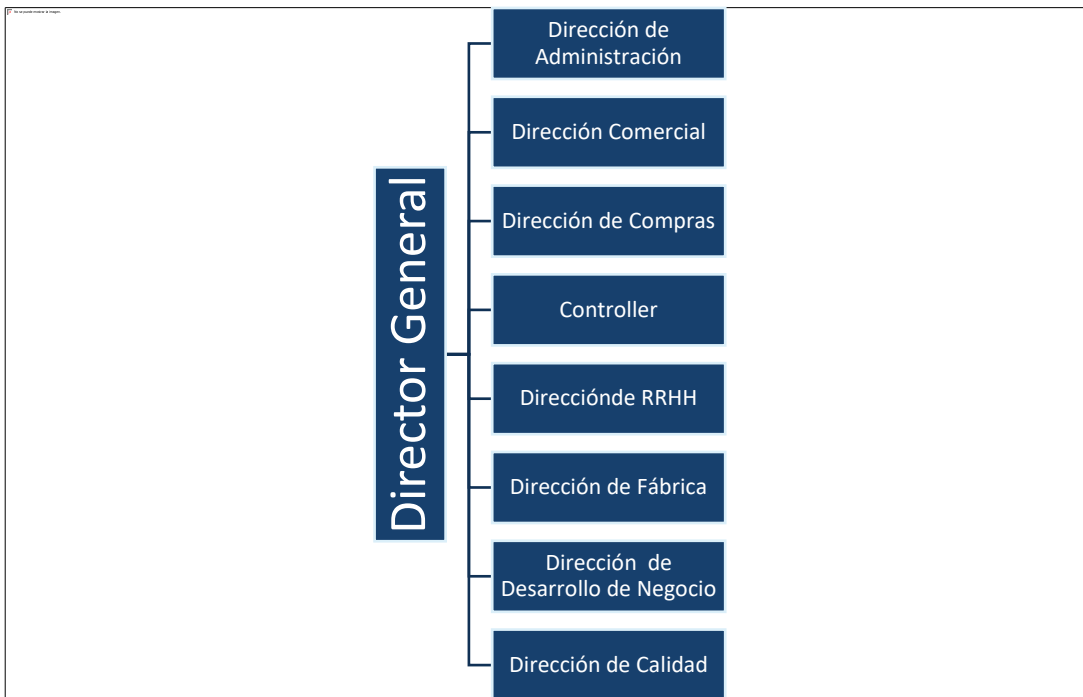 Director General
Dirección de
Administración
Dirección Comercial
Dirección de Compras
Controller
Direcciónde RRHH
Dirección de Fábrica
Dirección  de
Desarrollo de Negocio
Dirección de Calidad